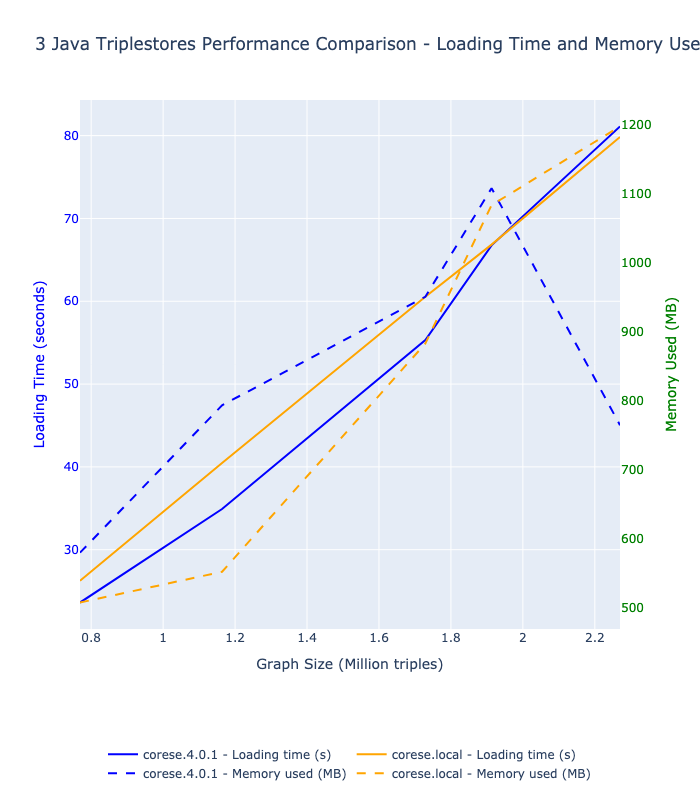 3 Java Triplestores Performance Comparison - Loading Time and Memory Use
80
70
60
50
40
30
Loading Time (seconds)
1200
1100
1000
900
800
700
600
500
Memory Used (MB)
0.8 1 1.2 1.4 1.6 1.8 2 2.2
Graph Size (Million triples)
corese.4.0.1 - Loading time (s) corese.local - Loading time (s)
corese.4.0.1 - Memory used (MB) corese.local - Memory used (MB)